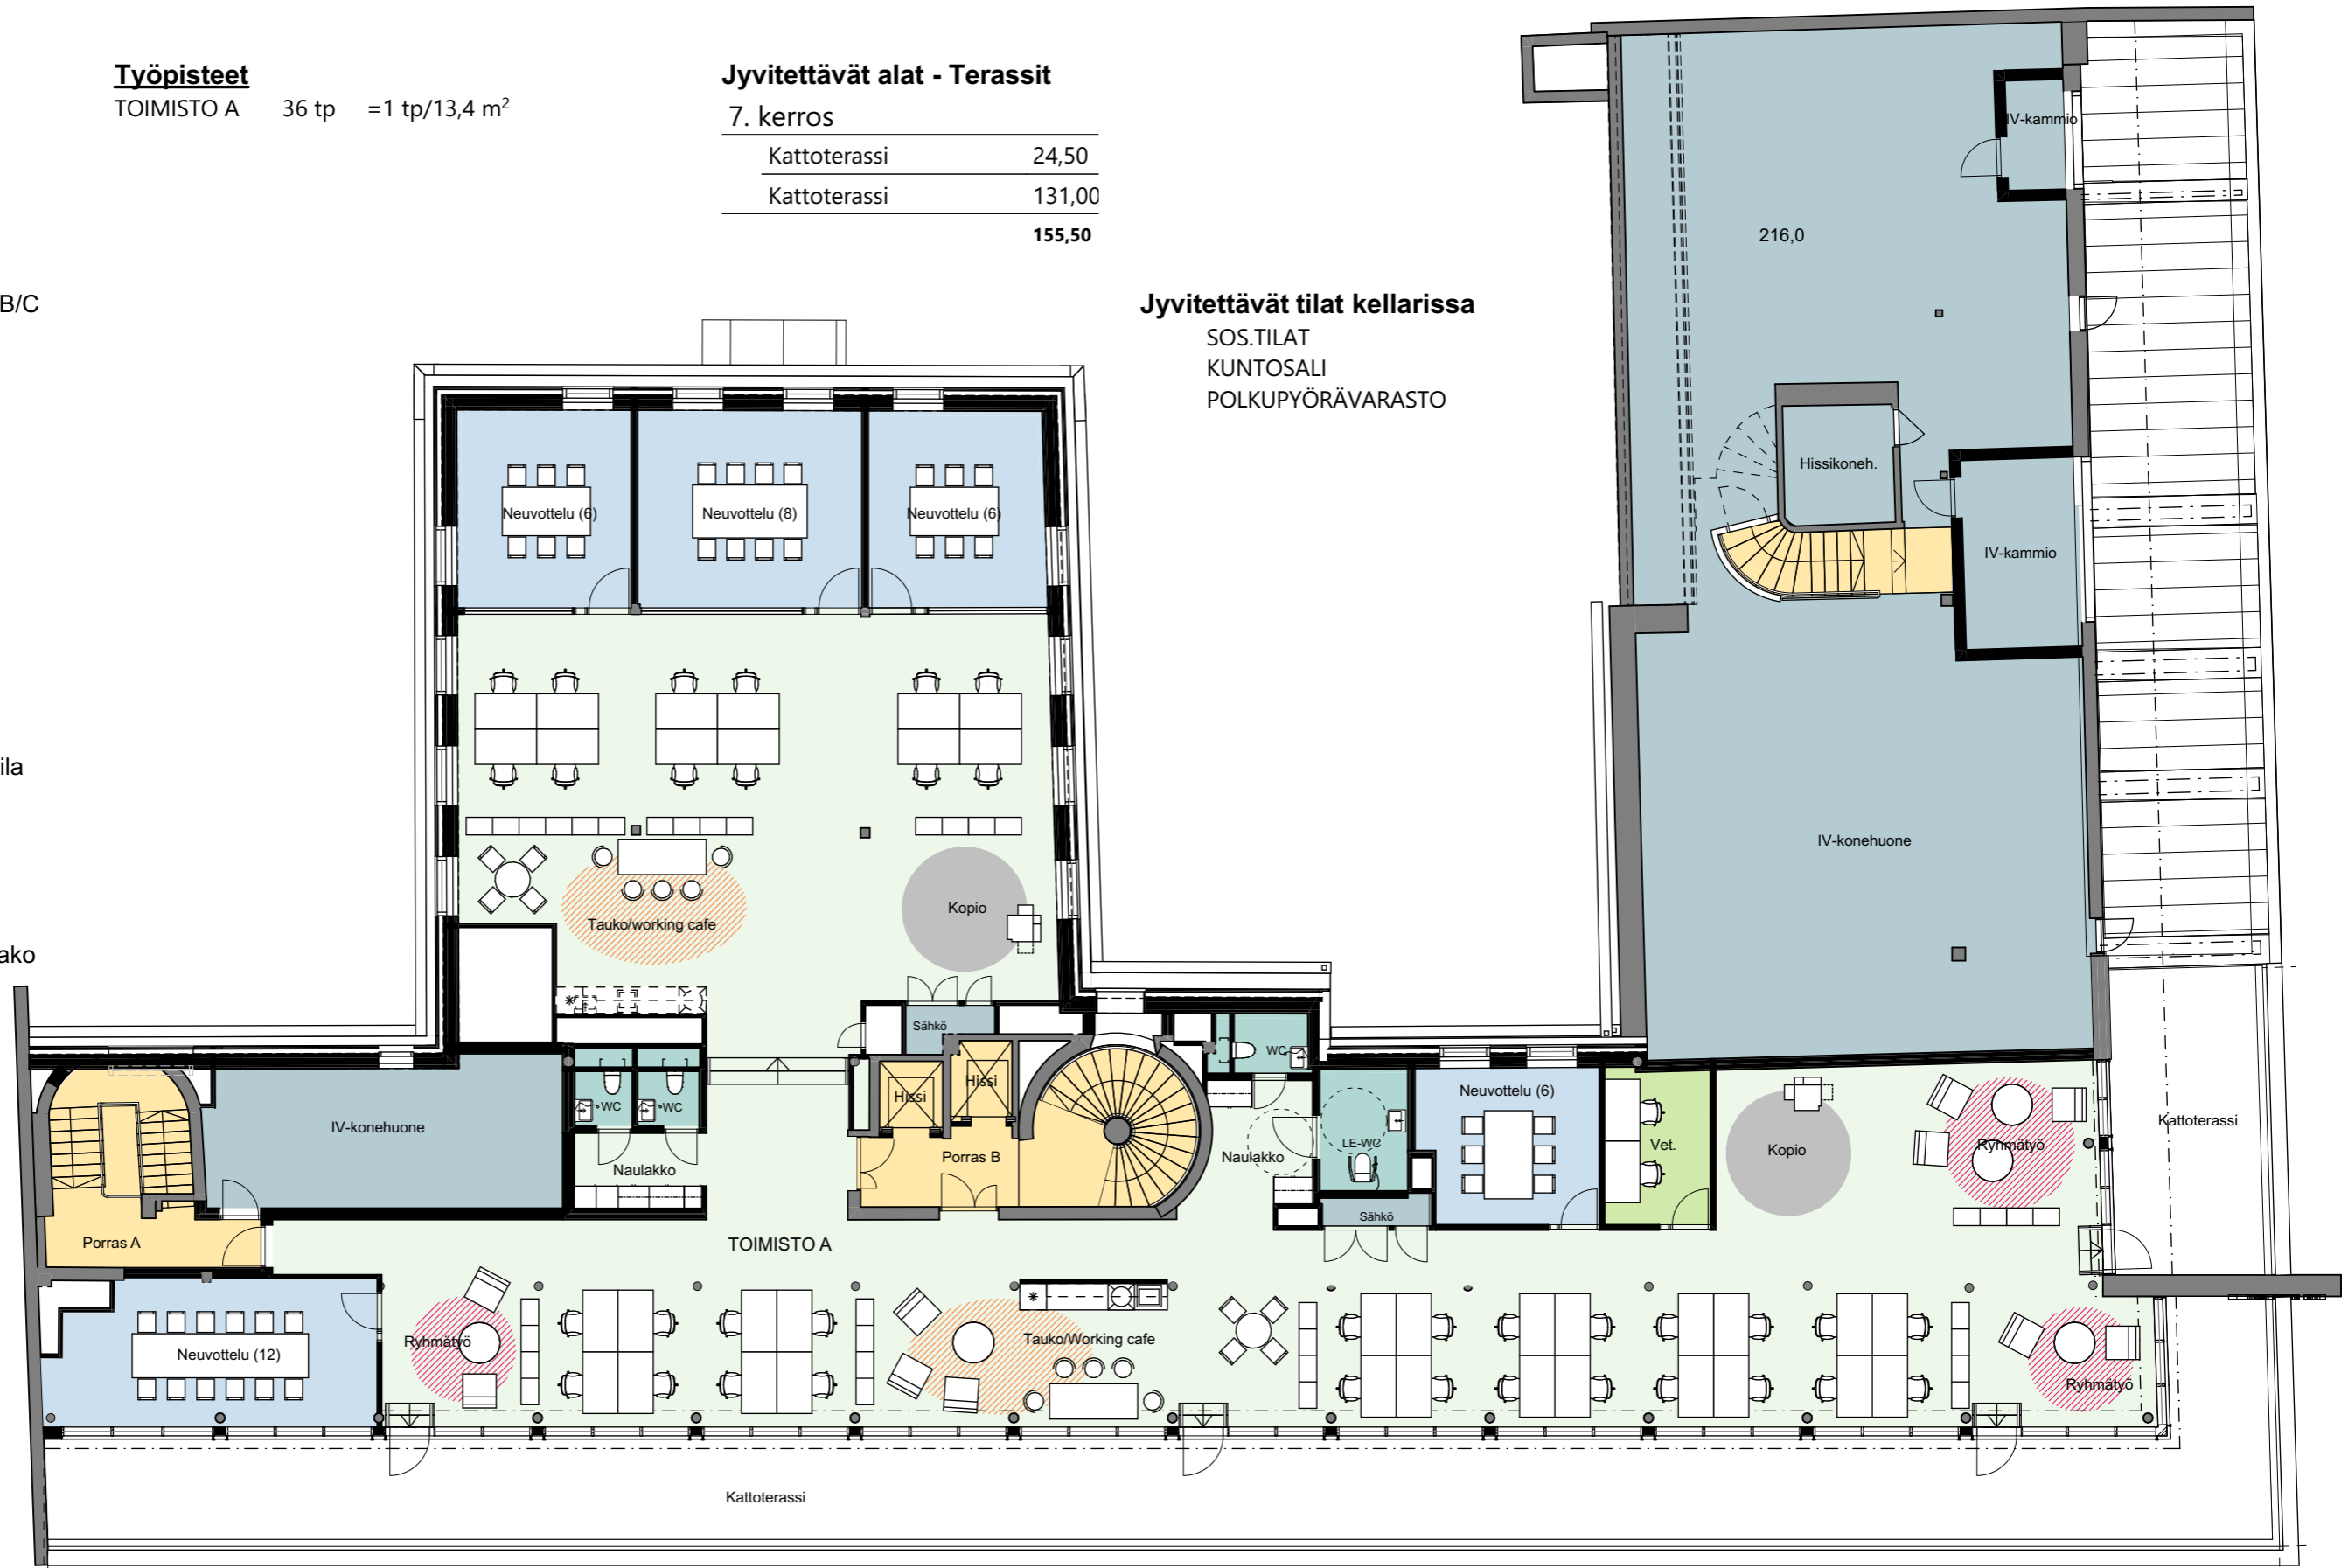 Työpisteet
TOIMISTO A 36 tp =1 tp/13,4 m²
Jyvitettävät alat - Terassit
7. kerros
Kattoterassi 24,50
Kattoterassi 131,00
155,50
B/C
Jyvitettävät tilat kellarissa
SOS.TILAT
KUNTOSALI
POLKUPYÖRÄVARASTO
IV-kammio
216,0
Hissikoneh.
IV-kammio
Neuvottelu (6)
Neuvottelu (8)
Neuvottelu (6)
ila
IV-konehuone
Kopio
Tauko/working cafe
ako
Sähkö
WC
Hissi
Hissi
Neuvottelu (6)
WC
WC
IV-konehuone
Kattoterassi
LE-WC
Vet.
Ryhmätyö
Kopio
Porras B
Naulakko
Naulakko
Sähkö
Porras A
TOIMISTO A
Ryhmätyö
Tauko/Working cafe
Neuvottelu (12)
Ryhmätyö
Kattoterassi